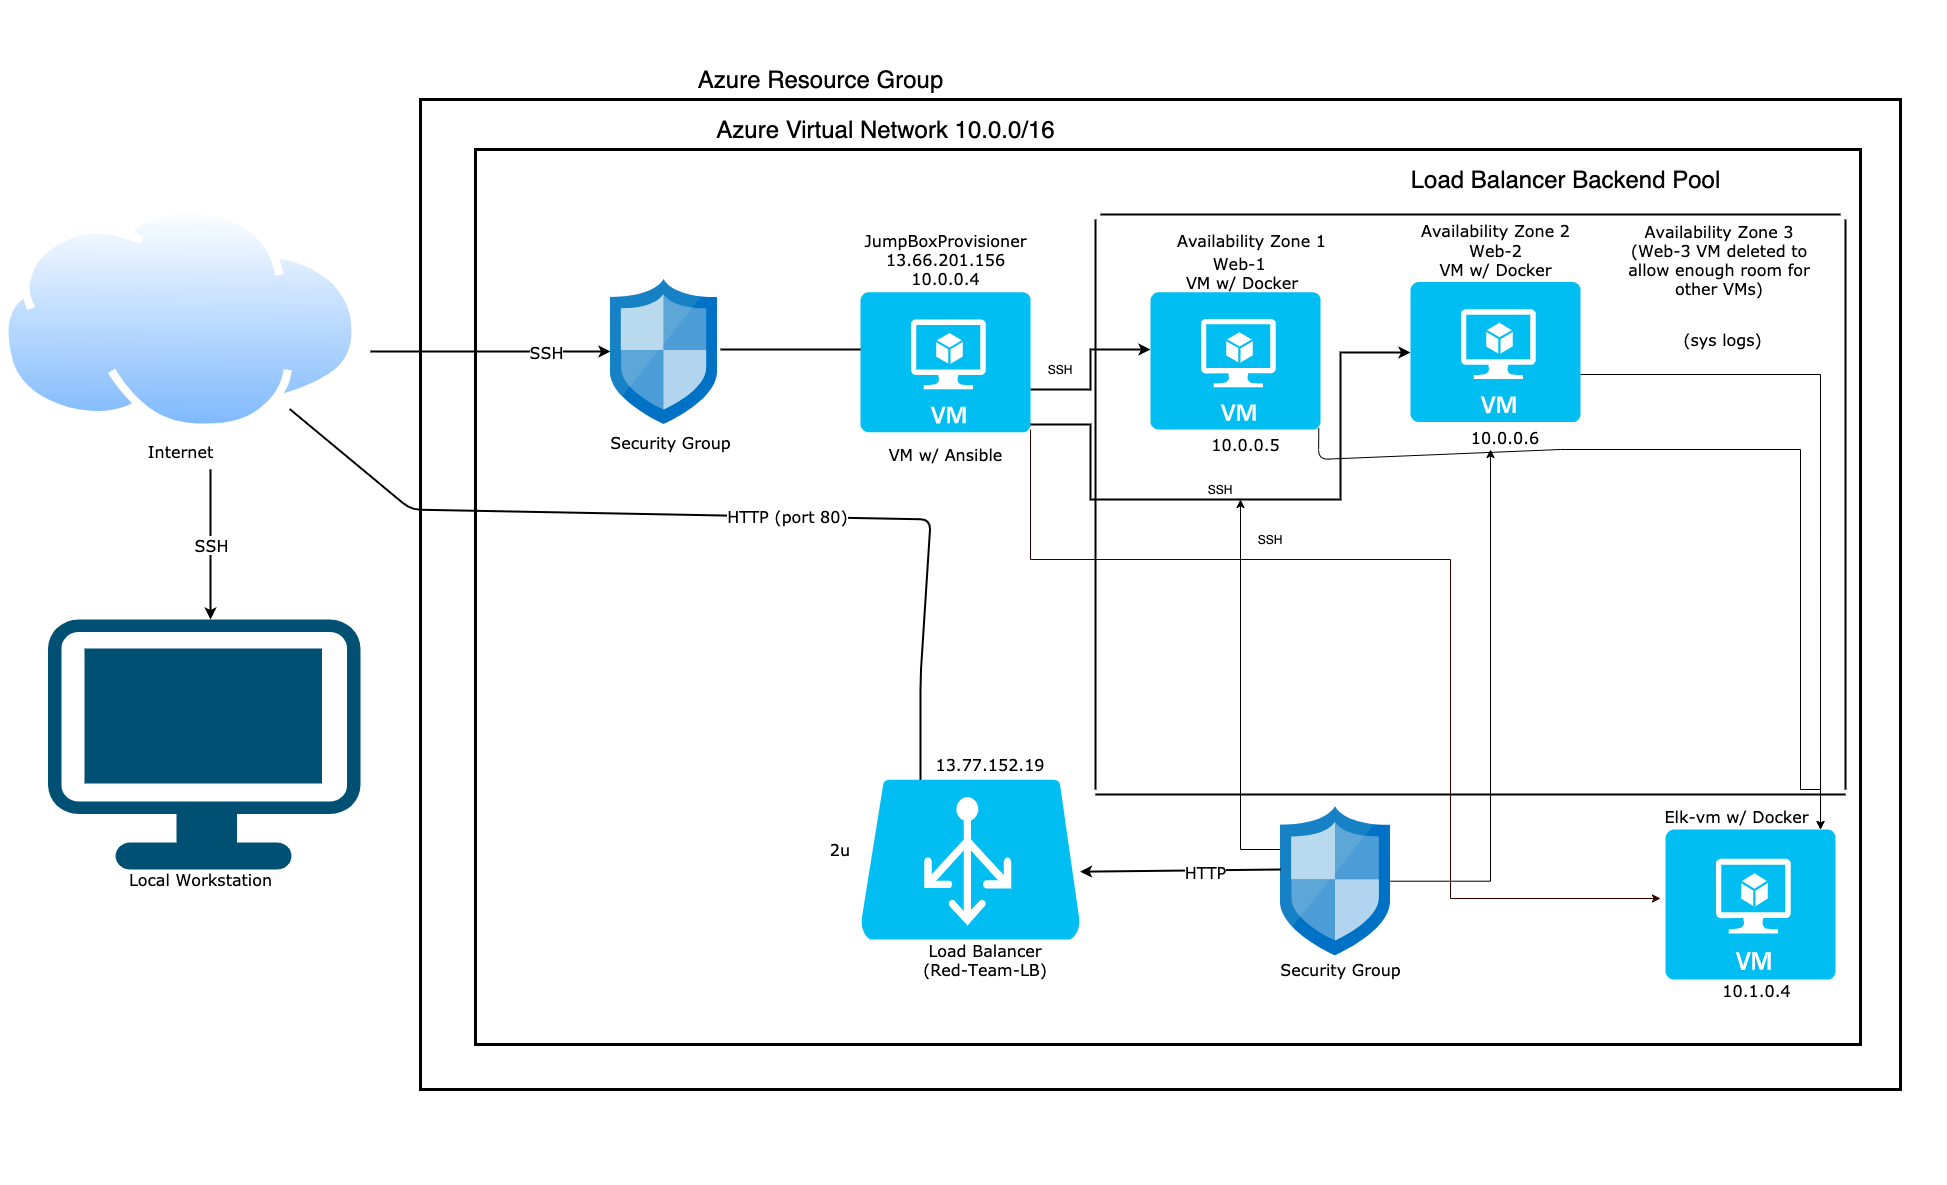 Azure Resource Group
Azure Virtual Network 10.0.0/16
Load Balancer Backend Pool
JumpBoxProvisioner
13.66.201.156
10.0.0.4
VM
VM w/ Ansible
Availability Zone 1
Web-1
VM w/ Docker
VM
10.0.0.5
Availability Zone 2
Web-2
VM w/ Docker
VM
10.0.0.6
Availability Zone 3
(Web-3 VM deleted to
allow enough room for
other VMs)
(sys logs)
SSH
Security Group
SSH
Internet
SSH
SSH
HTTP (port 80)
SSH
Local Workstation
13.77.152.19
2u
Load Balancer
(Red-Team-LB)
HTTP
Security Group
Elk-vm w/ Docker
VM
10.1.0.4